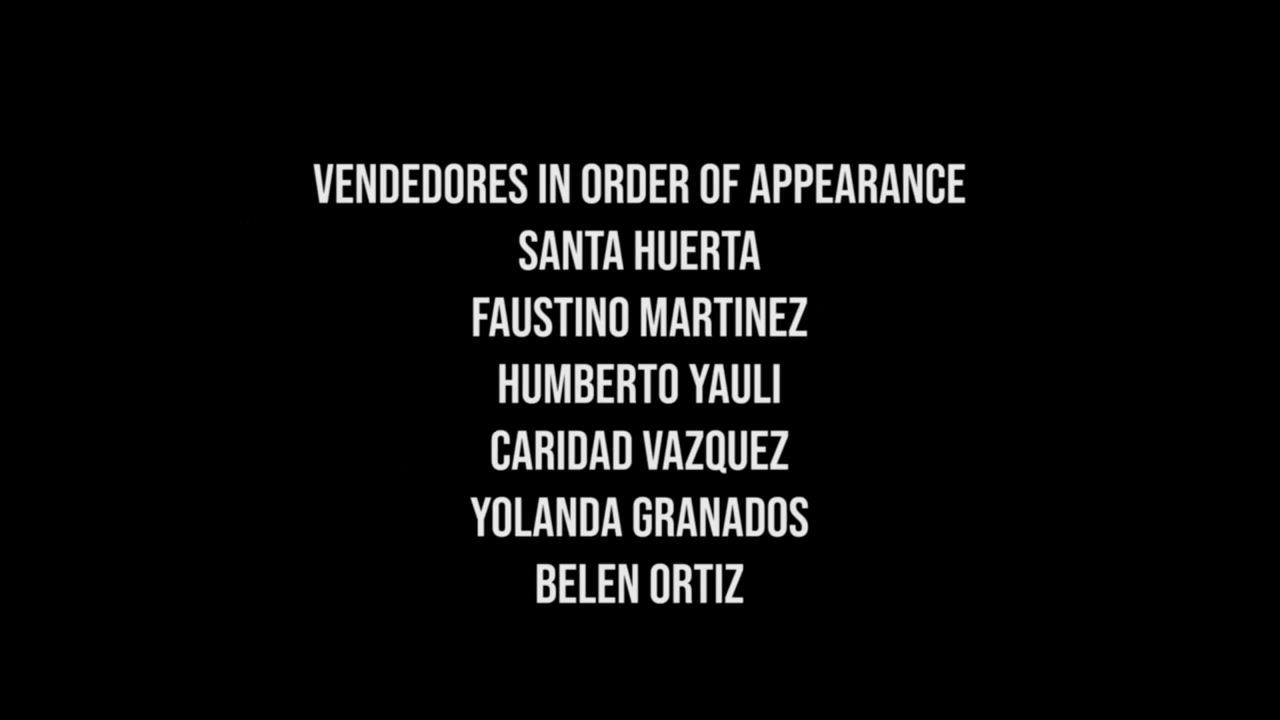 VENDEDORES IN ORDER OF APPEARANCE
SANTA HUERTA
FAUSTINO MARTINEZ
HUMBERTO YAULI
CARIDAD VAZQUEZ
YOLANDA GRANADOS
BELEN ORTIZ